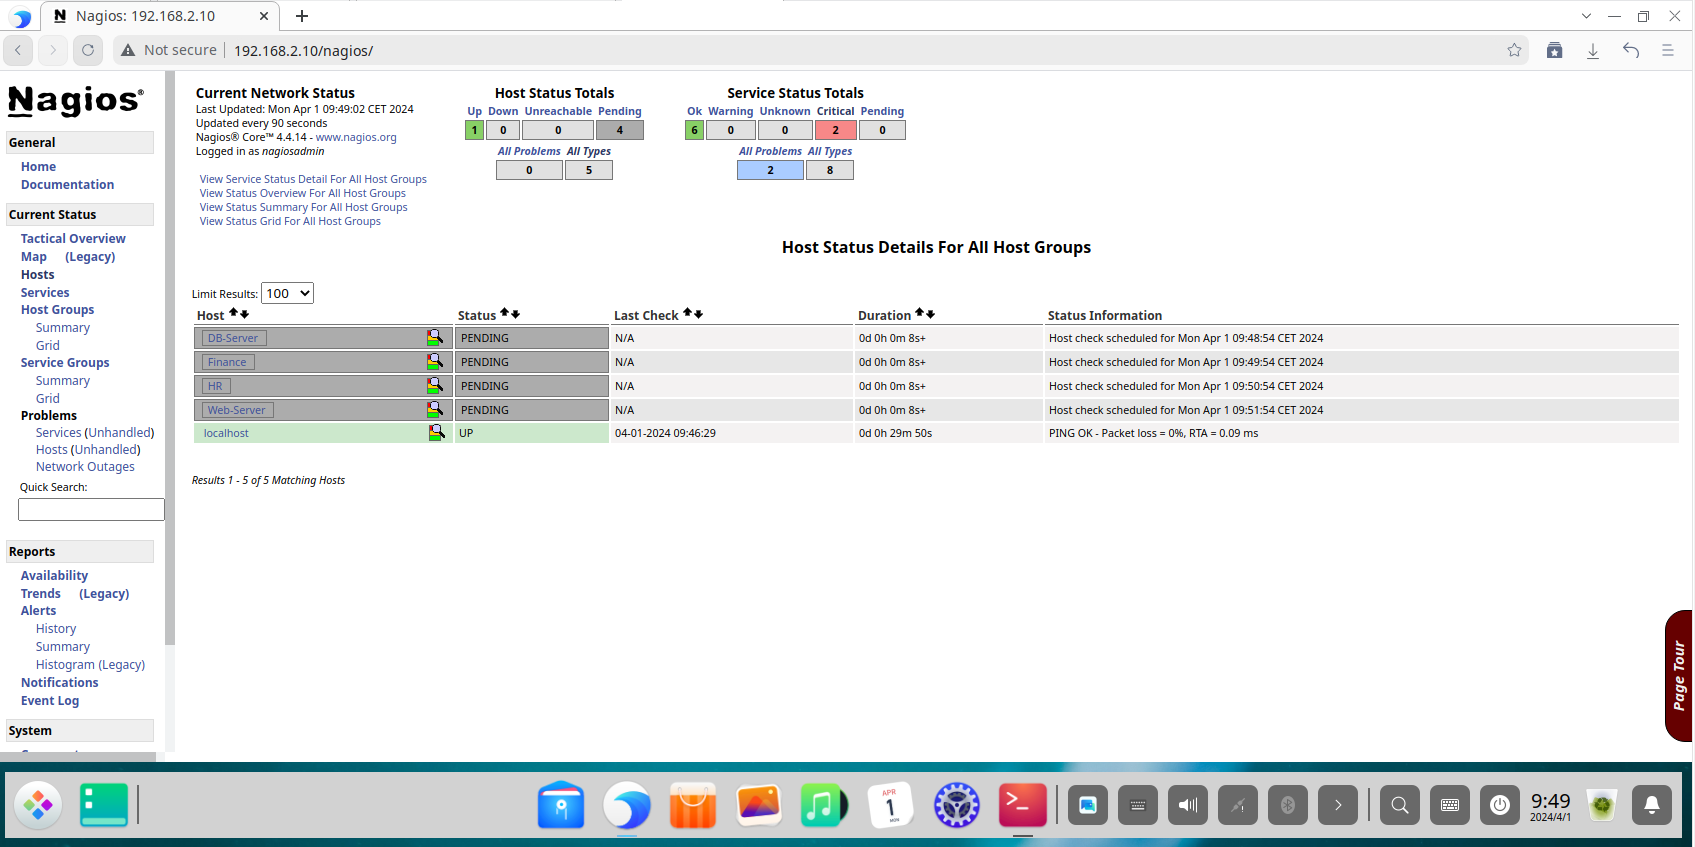 Nagios: 192.168.2.10
Not secure 192.168.2.10/nagios/
Nagios®
General
Home
Documentation
Current Status
Tactical Overview
Map (Legacy)
Hosts
Services
Host Groups
Summary
Grid
Service Groups
Summary
Grid
Problems
Services (Unhandled)
Hosts (Unhandled)
Network Outages
Quick Search:
Reports
Availability
Trends (Legacy)
Alerts
History
Summary
Histogram (Legacy)
Notifications
Event Log
System
Current Network Status
Last Updated: Mon Apr 1 09:49:02 CET 2024
Updated every 90 seconds
Nagios® Core™ 4.4.14 - www.nagios.org
Logged in as nagiosadmin
View Service Status Detail For All Host Groups
View Status Overview For All Host Groups
View Status Summary For All Host Groups
View Status Grid For All Host Groups
Host Status Totals
Up Down Unreachable Pending
1 0 0 4
All Problems All Types
0 5
Service Status Totals
Ok Warning Unknown Critical Pending
6 0 0 2 0
All Problems All Types
2 8
Host Status Details For All Host Groups
Limit Results: 100
Host Status Last Check Duration Status Information
DB-Server PENDING N/A 0d 0h 0m 8s+ Host check scheduled for Mon Apr 1 09:48:54 CET 2024
Finance PENDING N/A 0d 0h 0m 8s+ Host check scheduled for Mon Apr 1 09:49:54 CET 2024
HR PENDING N/A 0d 0h 0m 8s+ Host check scheduled for Mon Apr 1 09:50:54 CET 2024
Web-Server PENDING N/A 0d 0h 0m 8s+ Host check scheduled for Mon Apr 1 09:51:54 CET 2024
localhost UP 04-01-2024 09:46:29 0d 0h 29m 50s PING OK - Packet loss = 0%, RTA = 0.09 ms
Results 1 - 5 of 5 Matching Hosts
Page Tour
APR
1
MON
9:49
2024/4/1